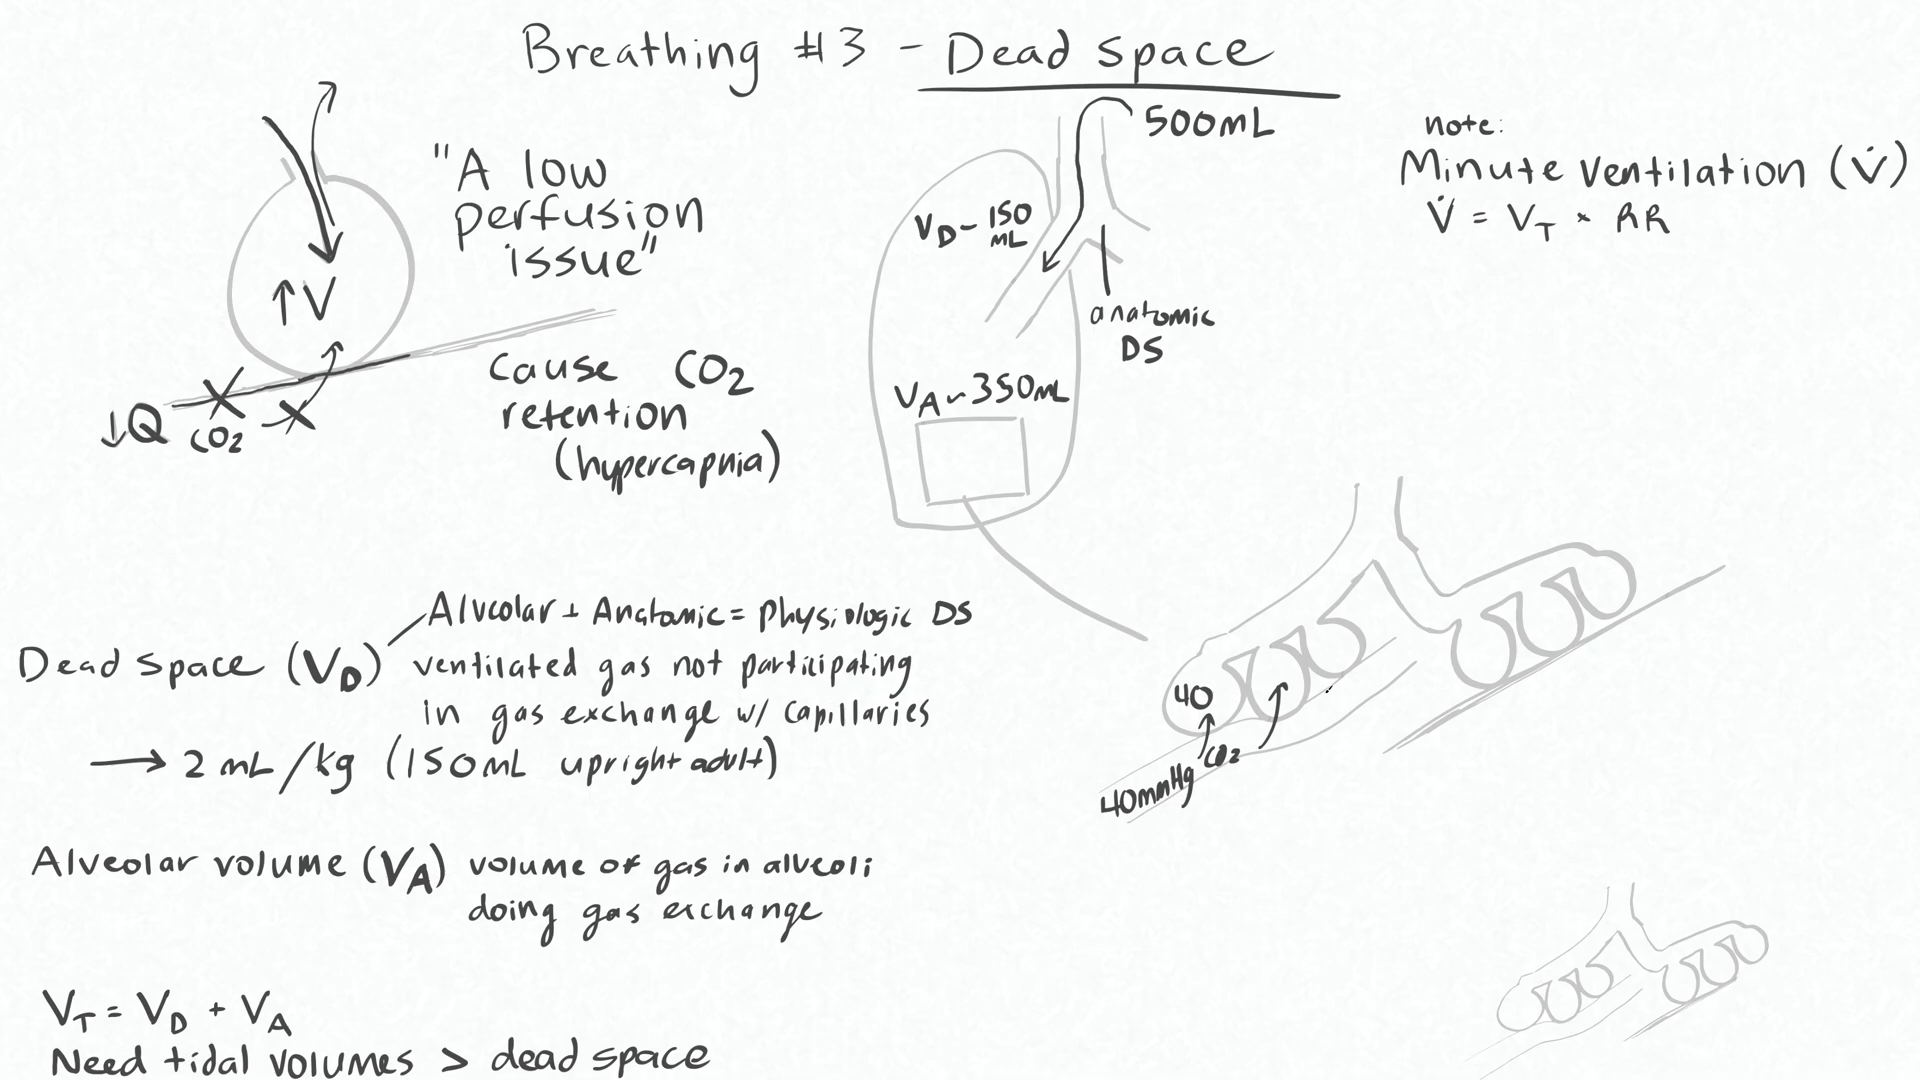 Breathing #3 - Dead space
"A low
perfusion
issue"
↑V
↓Q
CO2
Cause CO2
retention
(hypercapnia)
500mL
VD - 150
mL
anatomic
DS
VA ~ 350mL
note:
Minute Ventilation (V̇)
V̇ = VT × RR
Alveolar + Anatomic = Physiologic DS
Dead space (VD) ventilated gas not participating
in gas exchange w/ capillaries
→ 2 mL/kg (150mL upright adult)
40
CO2
40mmHg
Alveolar volume (VA) volume of gas in alveoli
doing gas exchange
VT = VD + VA
Need tidal volumes > dead space